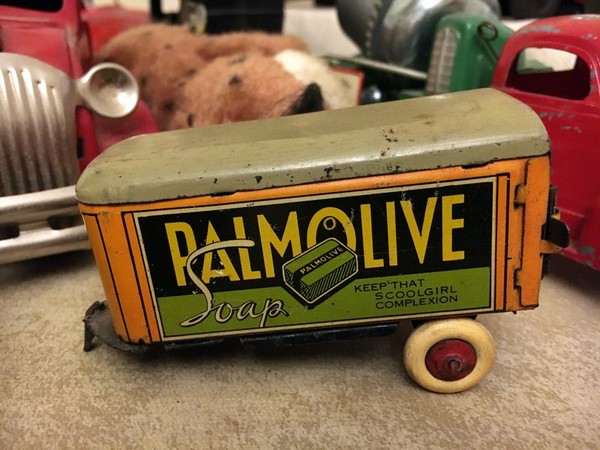 PALMOLIVE
Soap
PALMOLIVE
KEEP THAT
SCOOLGIRL
COMPLEXION